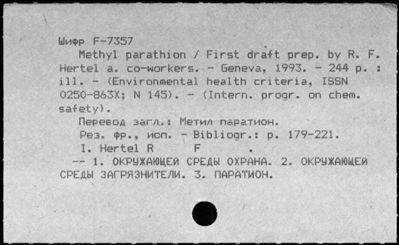 Шифр F-7357
Methyl parathion / First draft prep. by R. F.
Hertel a. co-workers. - Geneva, 1993. - 244 p. :
ill. - (Environmental health criteria, ISSN
0250-863X; N 145). - (Intern. progr. on chem.
safety).
Перевод загл.: Метил паратион.
Рез. фр., исп. - Bibliogr.: p. 179-221.
I. Hertel R F .
-- 1. ОКРУЖАЮЩЕЙ СРЕДЫ ОХРАНА. 2. ОКРУЖАЮЩЕЙ
СРЕДЫ ЗАГРЯЗНИТЕЛИ. 3. ПАРАТИОН.